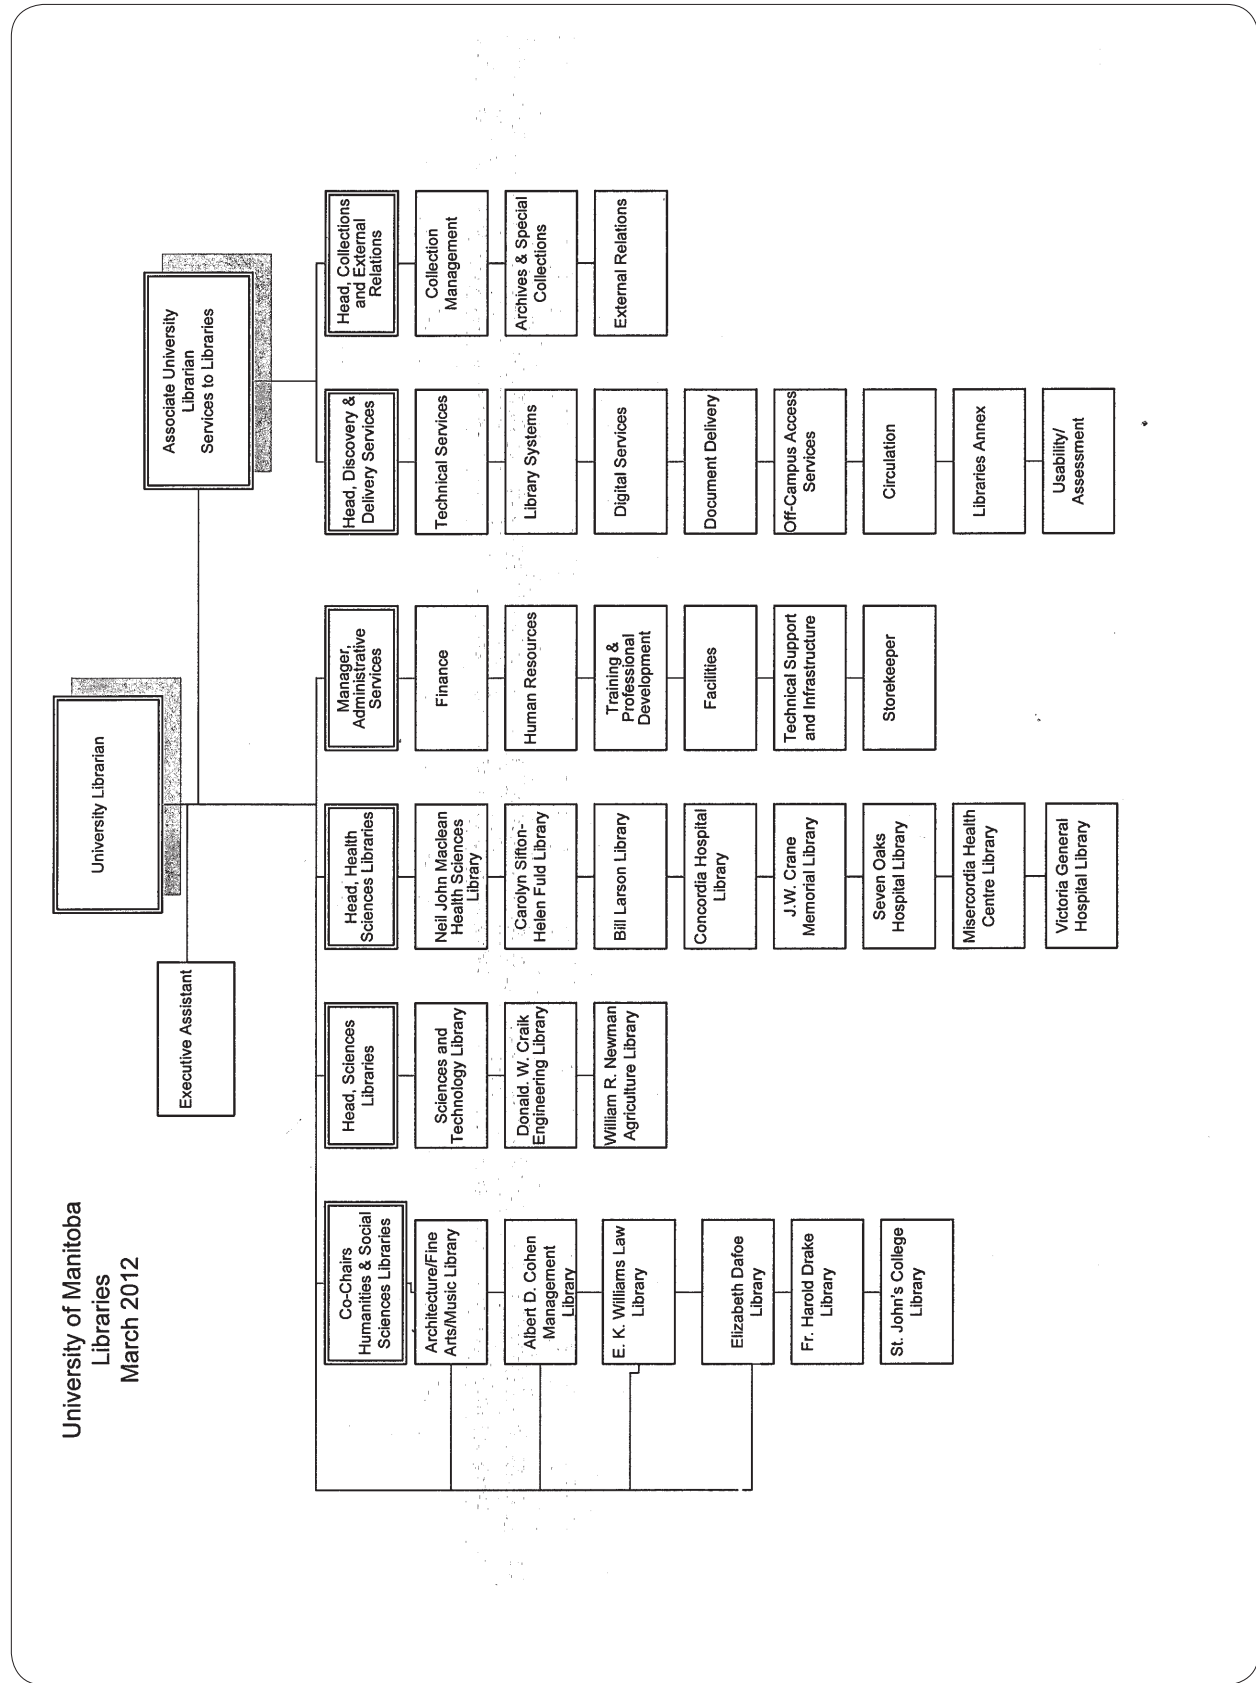 University of Manitoba
Libraries
March 2012
University Librarian
Executive Assistant
Associate University
Librarian
Services to Libraries
Co-Chairs
Humanities & Social
Sciences Libraries
Architecture/Fine
Arts/Music Library
Albert D. Cohen
Management
Library
E. K. Williams Law
Library
Elizabeth Dafoe
Library
Fr. Harold Drake
Library
St. John's College
Library
Head, Sciences
Libraries
Sciences and
Technology Library
Donald. W. Craik
Engineering Library
William R. Newman
Agriculture Library
Head, Health
Sciences Libraries
Neil John Maclean
Health Sciences
Library
Carolyn Sifton-
Helen Fuld Library
Bill Larson Library
Concordia Hospital
Library
J.W. Crane
Memorial Library
Seven Oaks
Hospital Library
Misercordia Health
Centre Library
Victoria General
Hospital Library
Manager,
Administrative
Services
Finance
Human Resources
Training &
Professional
Development
Facilities
Technical Support
and Infrastructure
Storekeeper
Head, Discovery &
Delivery Services
Technical Services
Library Systems
Digital Services
Document Delivery
Off-Campus Access
Services
Circulation
Libraries Annex
Usability/
Assessment
Head, Collections
and External
Relations
Collection
Management
Archives & Special
Collections
External Relations